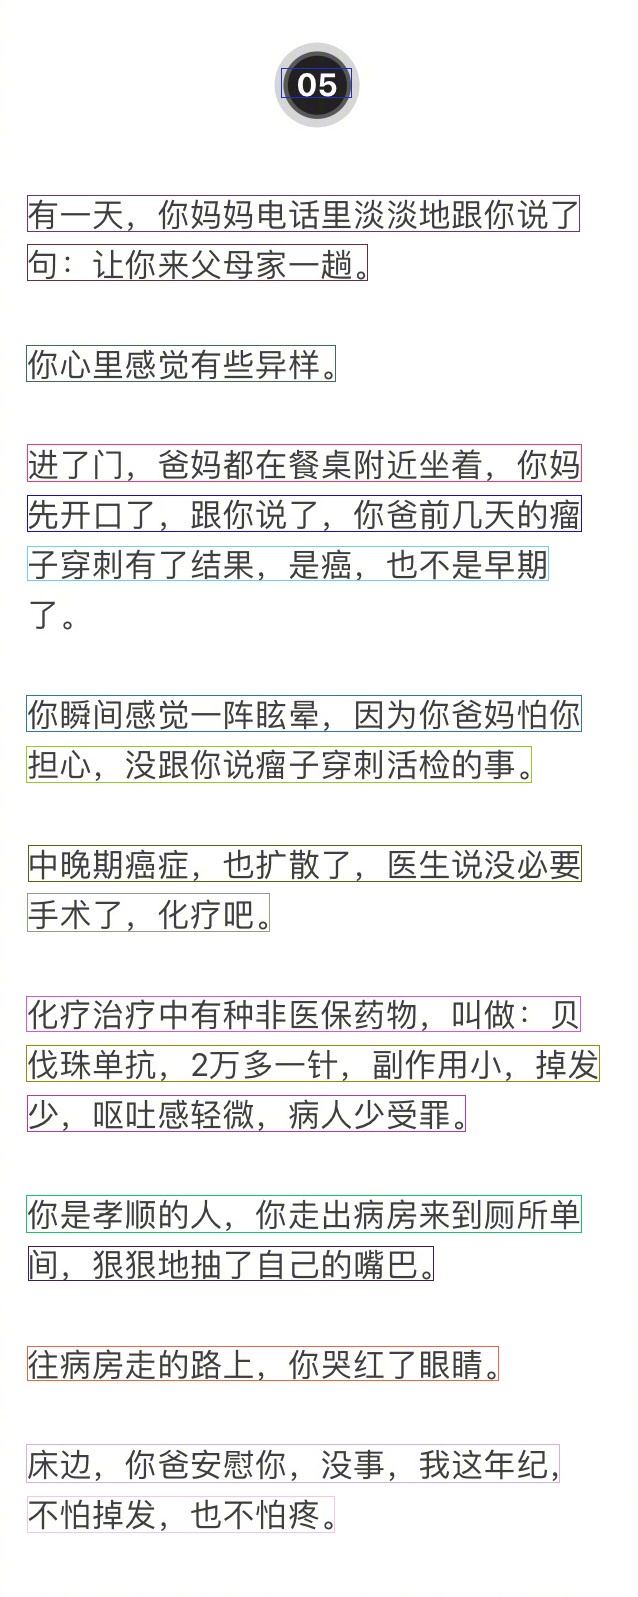 05
有一天，你妈妈电话里淡淡地跟你说了
句：让你来父母家一趟。
你心里感觉有些异样。
进了门，爸妈都在餐桌附近坐着，你妈
先开口了，跟你说了，你爸前几天的瘤
子穿刺有了结果，是癌，也不是早期
了。
你瞬间感觉一阵眩晕，因为你爸妈怕你
担心，没跟你说瘤子穿刺活检的事。
中晚期癌症，也扩散了，医生说没必要
手术了，化疗吧。
化疗治疗中有种非医保药物，叫做：贝
伐珠单抗，2万多一针，副作用小，掉发
少，呕吐感轻微，病人少受罪。
你是孝顺的人，你走出病房来到厕所单
间，狠狠地抽了自己的嘴巴。
往病房走的路上，你哭红了眼睛。
床边，你爸安慰你，没事，我这年纪，
不怕掉发，也不怕疼。